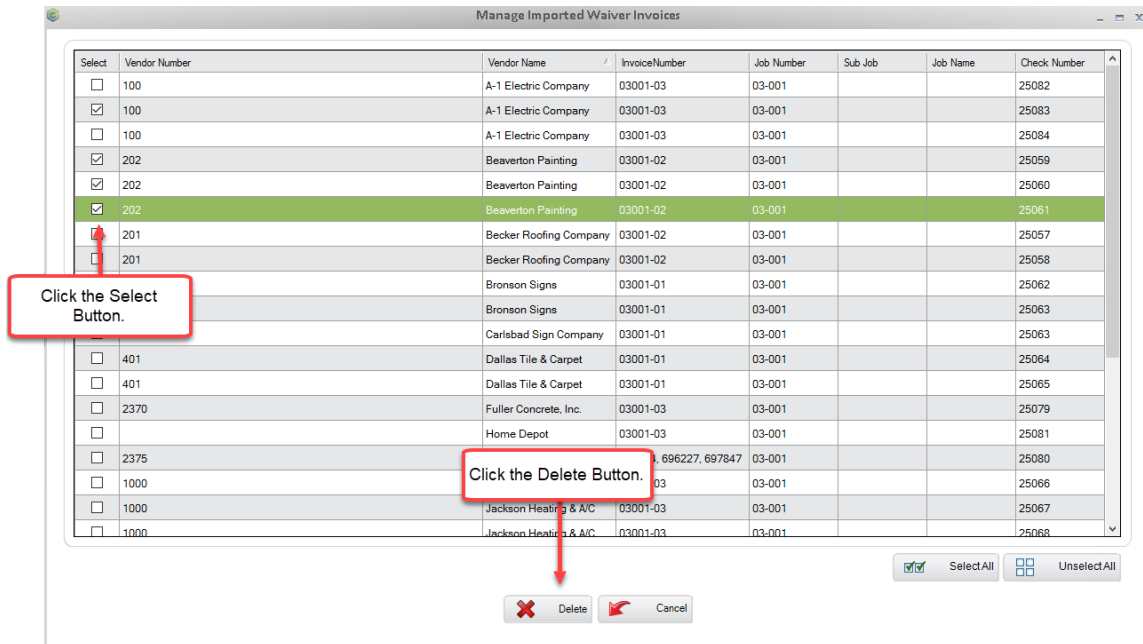 Manage Imported Waiver Invoices
Select Vendor Number Vendor Name InvoiceNumber Job Number Sub Job Job Name Check Number
100 A-1 Electric Company 03001-03 03-001 25082
100 A-1 Electric Company 03001-03 03-001 25083
100 A-1 Electric Company 03001-03 03-001 25084
202 Beaverton Painting 03001-02 03-001 25059
202 Beaverton Painting 03001-02 03-001 25060
202 Beaverton Painting 03001-02 03-001 25061
201 Becker Roofing Company 03001-02 03-001 25057
201 Becker Roofing Company 03001-02 03-001 25058
Bronson Signs 03001-01 03-001 25062
Click the Select
Button.
Bronson Signs 03001-01 03-001 25063
Carlsbad Sign Company 03001-01 03-001 25063
401 Dallas Tile & Carpet 03001-01 03-001 25064
401 Dallas Tile & Carpet 03001-01 03-001 25065
2370 Fuller Concrete, Inc. 03001-03 03-001 25079
Home Depot 03001-03 03-001 25081
2375 696227, 697847 03-001 25080
Click the Delete Button.
1000 03 03-001 25066
1000 Jackson Heating & A/C 03001-03 03-001 25067
1000 Jackson Heating & A/C 03001-03 03-001 25068
Select All Unselect All
Delete Cancel